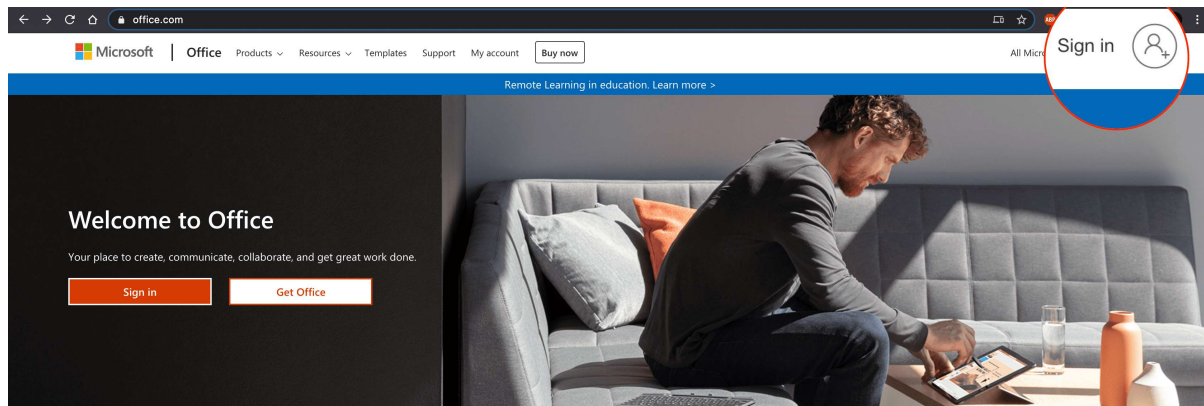 office.com
ABP
Microsoft
Office
Products
Resources
Templates
Support
My account
Buy now
All Micro
Sign in
Remote Learning in education. Learn more >
Welcome to Office
Your place to create, communicate, collaborate, and get great work done.
Sign in
Get Office